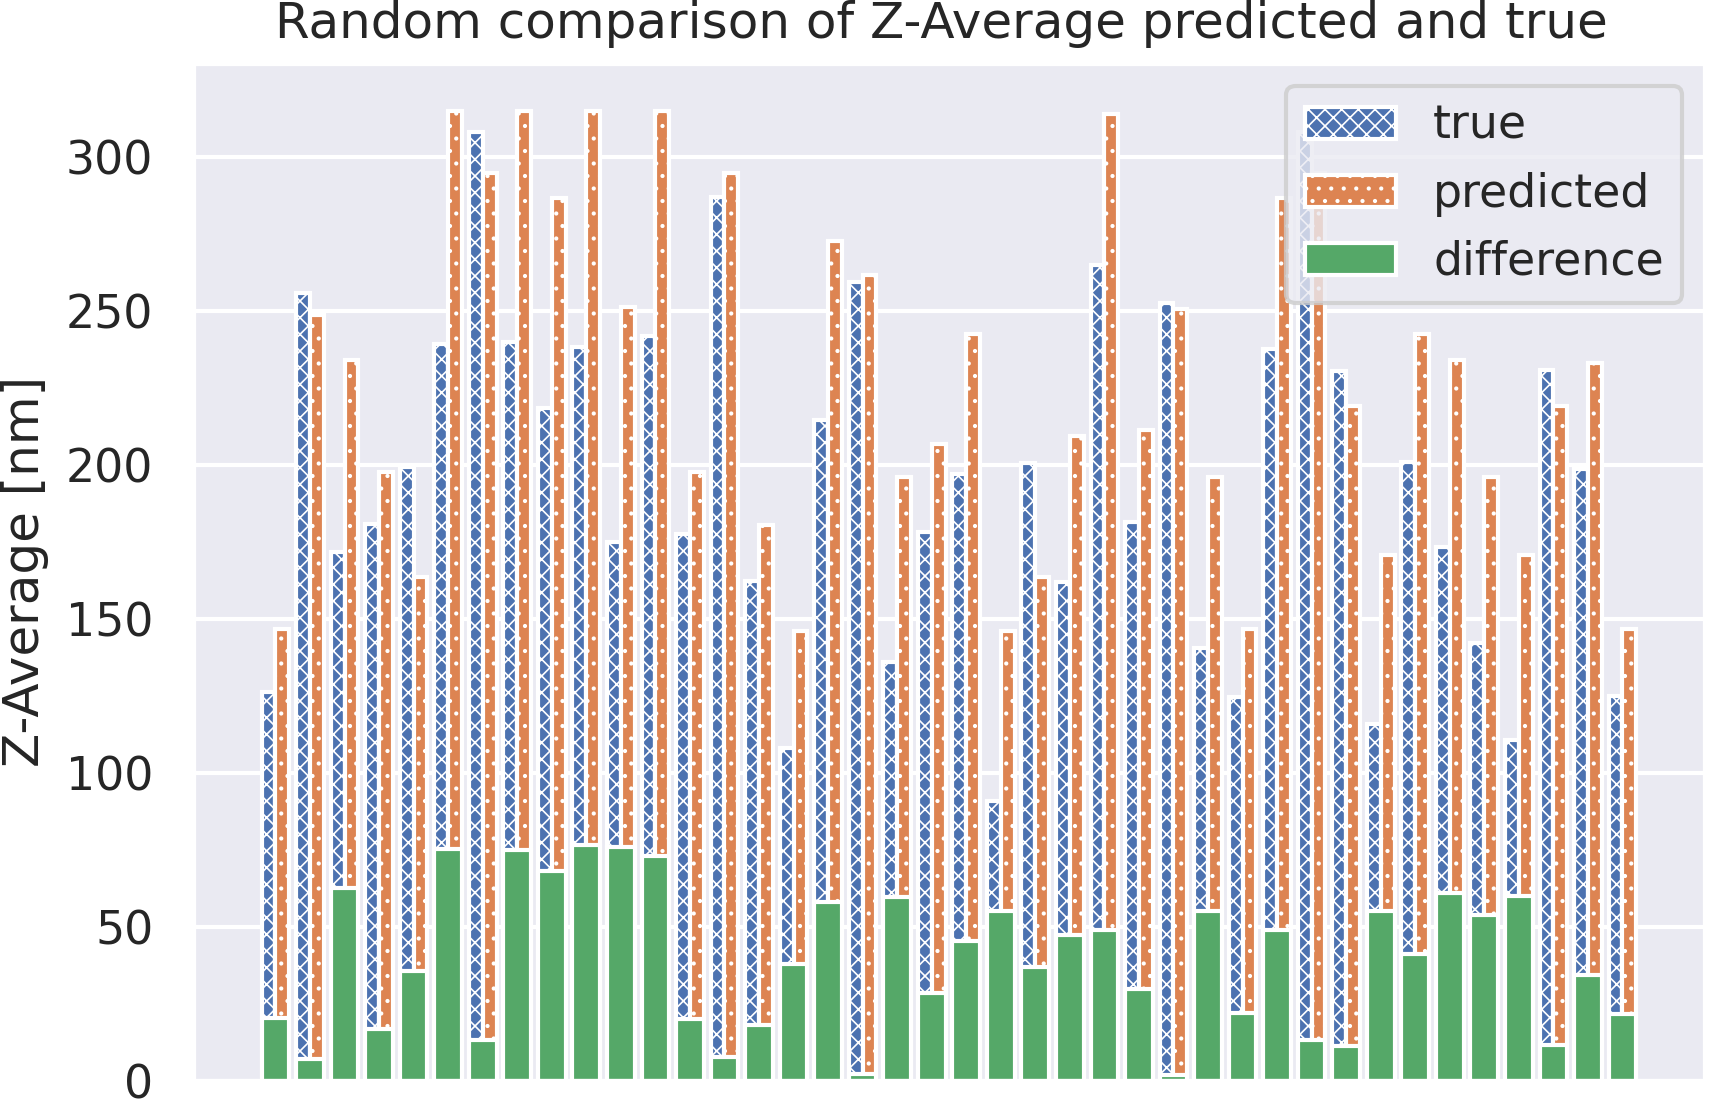 Random comparison of Z-Average predicted and true
Z-Average [nm]
300
250
200
150
100
50
0
true
predicted
difference